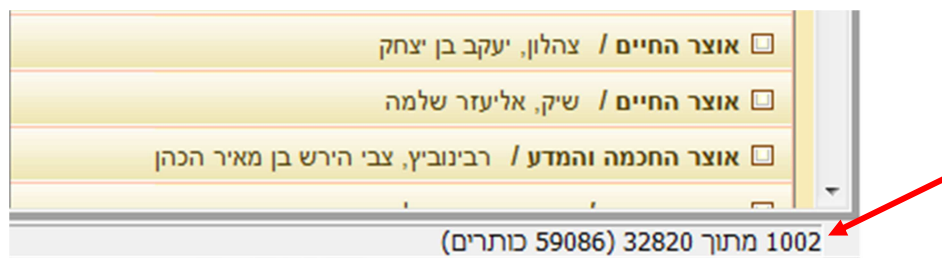 אוצר החיים / צהלון, יעקב בן יצחק
אוצר החיים / שיק, אליעזר שלמה
אוצר החכמה והמדע / רבינוביץ, צבי הירש בן מאיר הכהן
1002 מתוך 32820 (59086 כותרים)